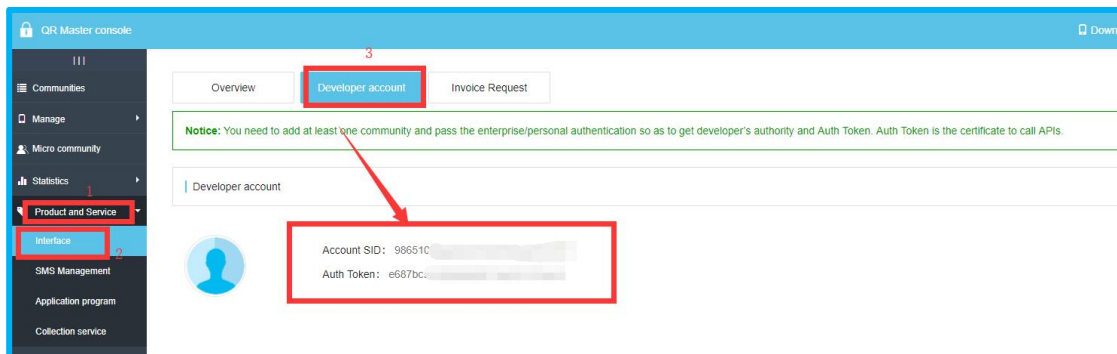 QR Master console
Down
3
Communities
Manage
Micro community
Statistics
1
Product and Service
Interface
2
SMS Management
Application program
Collection service
Overview
Developer account
Invoice Request
Notice: You need to add at least one community and pass the enterprise/personal authentication so as to get developer's authority and Auth Token. Auth Token is the certificate to call APIs.
Developer account
Account SID: 986510
Auth Token: e687bc